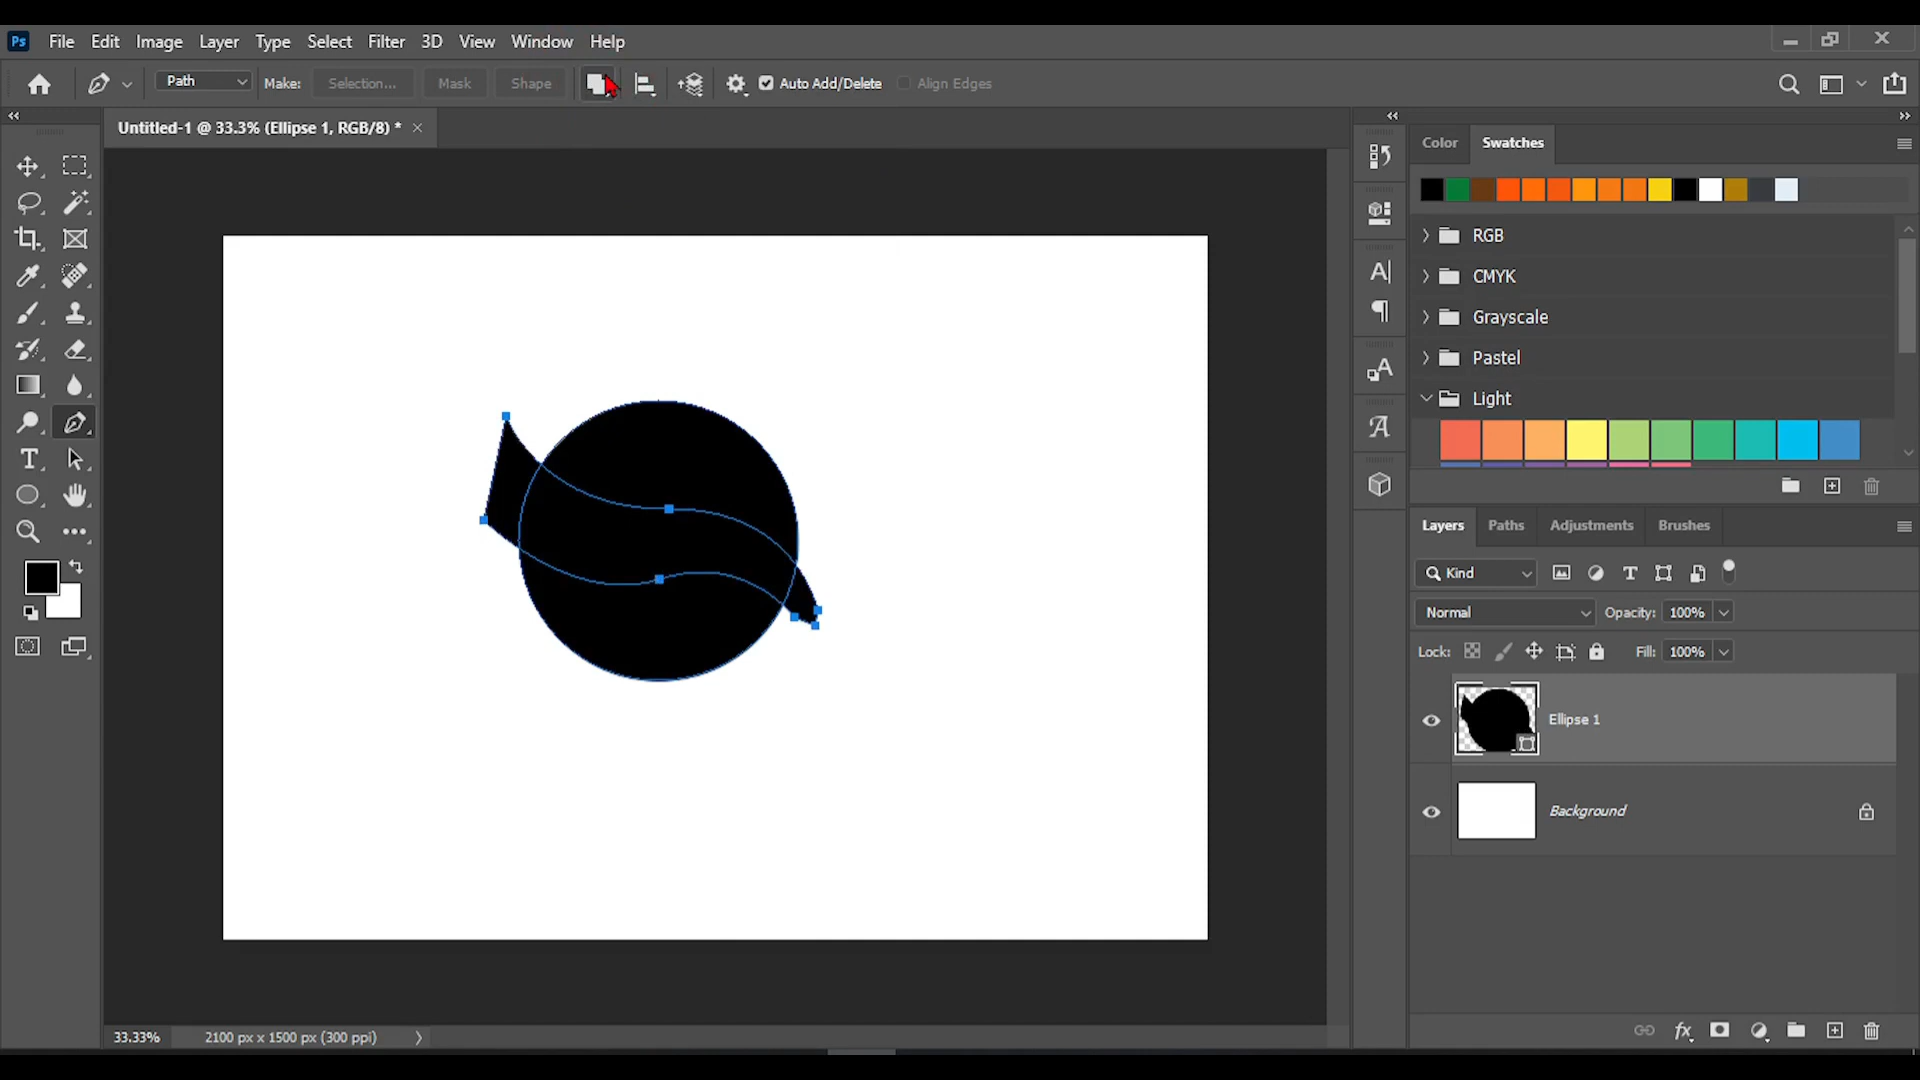 Ps File Edit Image Layer Type Select Filter 3D View Window Help
Path Make: Selection... Mask Shape Auto Add/Delete Align Edges
Untitled-1 @ 33.3% (Ellipse 1, RGB/8) *
Color Swatches
RGB
CMYK
Grayscale
Pastel
Light
Layers Paths Adjustments Brushes
Kind
Normal Opacity: 100%
Lock: Fill: 100%
Ellipse 1
Background
33.33% 2100 px x 1500 px (300 ppi)